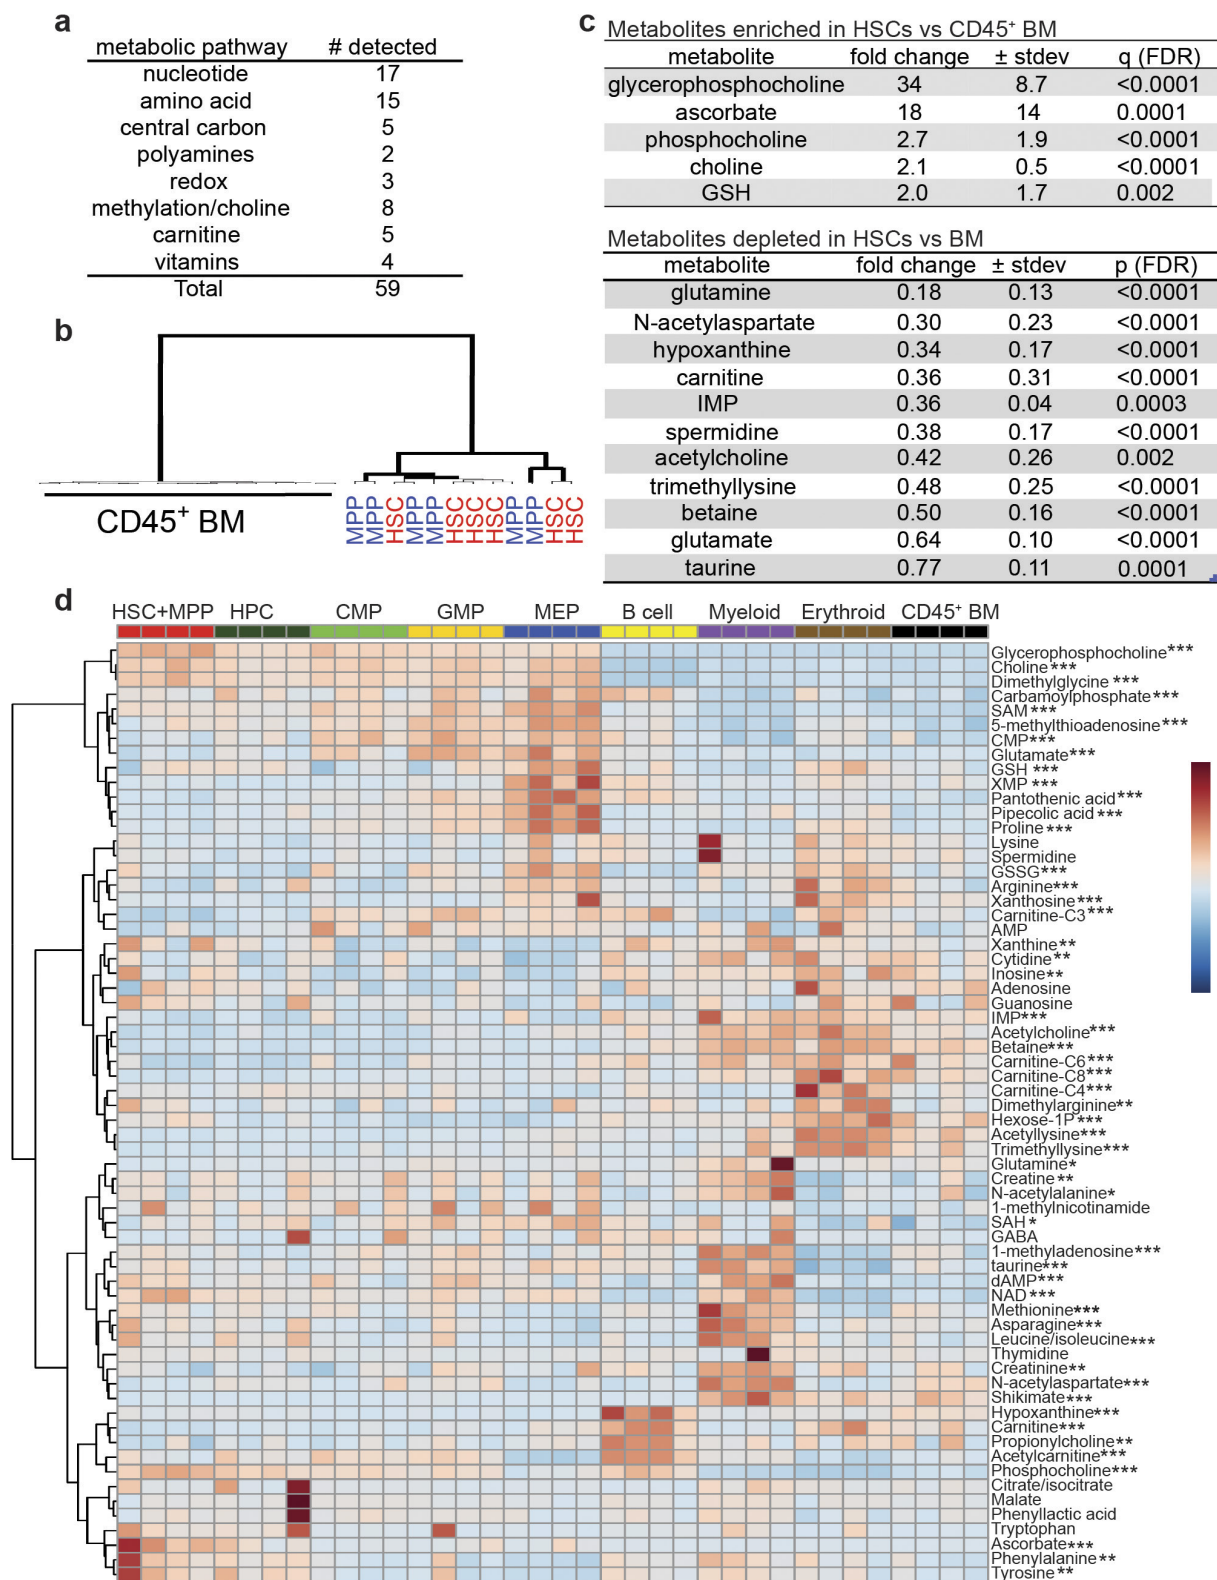 a
metabolic pathway # detected
nucleotide 17
amino acid 15
central carbon 5
polyamines 2
redox 3
methylation/choline 8
carnitine 5
vitamins 4
Total 59
b
CD45+ BM
MPP MPP HSC MPP MPP HSC HSC HSC MPP MPP HSC HSC
c
Metabolites enriched in HSCs vs CD45+ BM
metabolite fold change ± stdev q (FDR)
glycerophosphocholine 34 8.7 <0.0001
ascorbate 18 14 0.0001
phosphocholine 2.7 1.9 <0.0001
choline 2.1 0.5 <0.0001
GSH 2.0 1.7 0.002
Metabolites depleted in HSCs vs BM
metabolite fold change ± stdev p (FDR)
glutamine 0.18 0.13 <0.0001
N-acetylaspartate 0.30 0.23 <0.0001
hypoxanthine 0.34 0.17 <0.0001
carnitine 0.36 0.31 <0.0001
IMP 0.36 0.04 0.0003
spermidine 0.38 0.17 <0.0001
acetylcholine 0.42 0.26 0.002
trimethyllysine 0.48 0.25 <0.0001
betaine 0.50 0.16 <0.0001
glutamate 0.64 0.10 <0.0001
taurine 0.77 0.11 0.0001
d
HSC+MPP HPC CMP GMP MEP B cell Myeloid Erythroid CD45+ BM
Glycerophosphocholine***
Choline ***
Dimethylglycine ***
Carbamoylphosphate***
SAM ***
5-methylthioadenosine***
CMP***
Glutamate***
GSH ***
XMP ***
Pantothenic acid***
Pipecolic acid***
Proline***
Lysine
Spermidine
GSSG***
Arginine***
Xanthosine***
Carnitine-C3***
AMP
Xanthine**
Cytidine**
Inosine**
Adenosine
Guanosine
IMP***
Acetylcholine***
Betaine***
Carnitine-C6***
Carnitine-C8***
Carnitine-C4***
Dimethylarginine**
Hexose-1P***
Acetyllysine***
Trimethyllysine***
Glutamine*
Creatine**
N-acetylalanine*
1-methylnicotinamide
SAH *
GABA
1-methyladenosine***
taurine***
dAMP***
NAD ***
Methionine***
Asparagine***
Leucine/isoleucine***
Thymidine
Creatinine**
N-acetylaspartate***
Shikimate***
Hypoxanthine***
Carnitine***
Propionylcholine**
Acetylcarnitine***
Phosphocholine***
Citrate/isocitrate
Malate
Phenyllactic acid
Tryptophan
Ascorbate***
Phenylalanine**
Tyrosine**